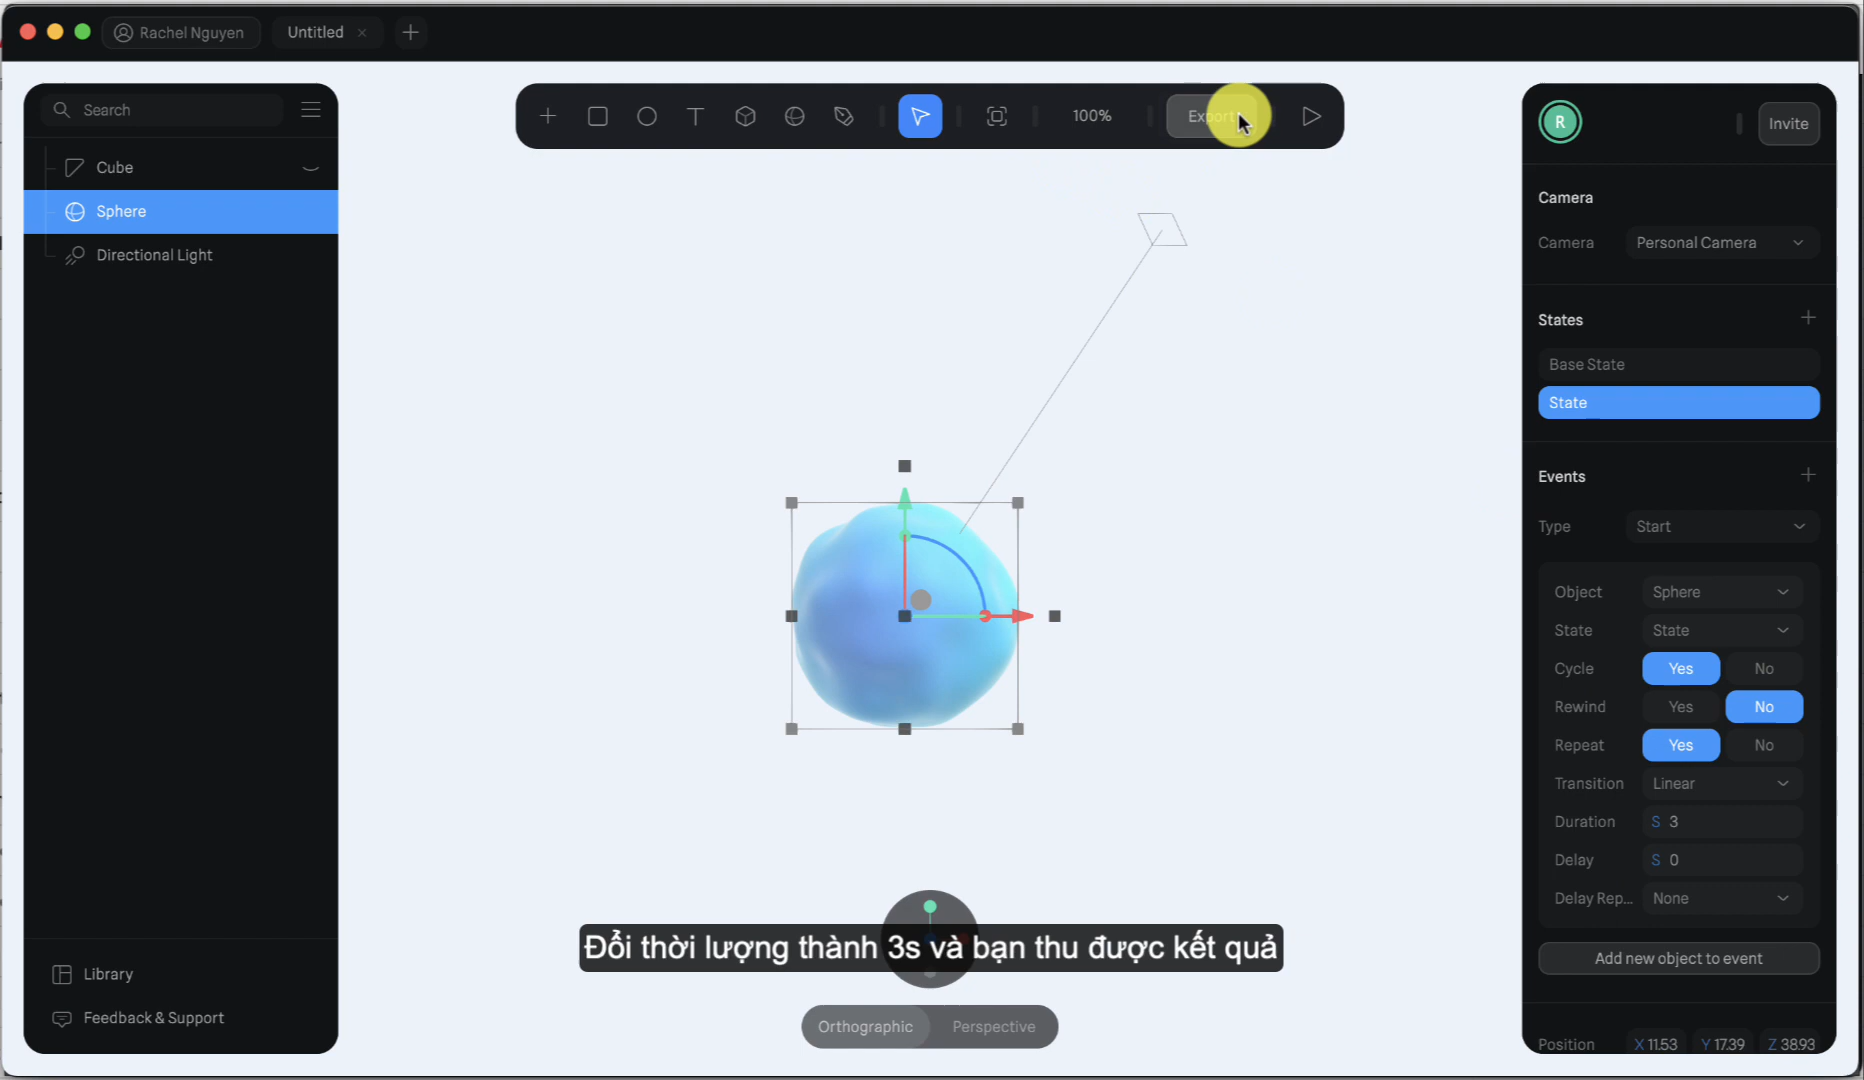 Rachel Nguyen
Untitled
Search
Cube
Sphere
Directional Light
Library
Feedback & Support
T
100%
Export
R
Invite
Camera
Camera
Personal Camera
States
Base State
State
Events
Type
Start
Object
Sphere
State
State
Cycle
Yes
No
Rewind
Yes
No
Repeat
Yes
No
Transition
Linear
Duration
S 3
Delay
S 0
Delay Rep...
None
Add new object to event
Position
X 11.53
Y 17.39
Z 38.93
Đổi thời lượng thành 3s và bạn thu được kết quả
Orthographic
Perspective